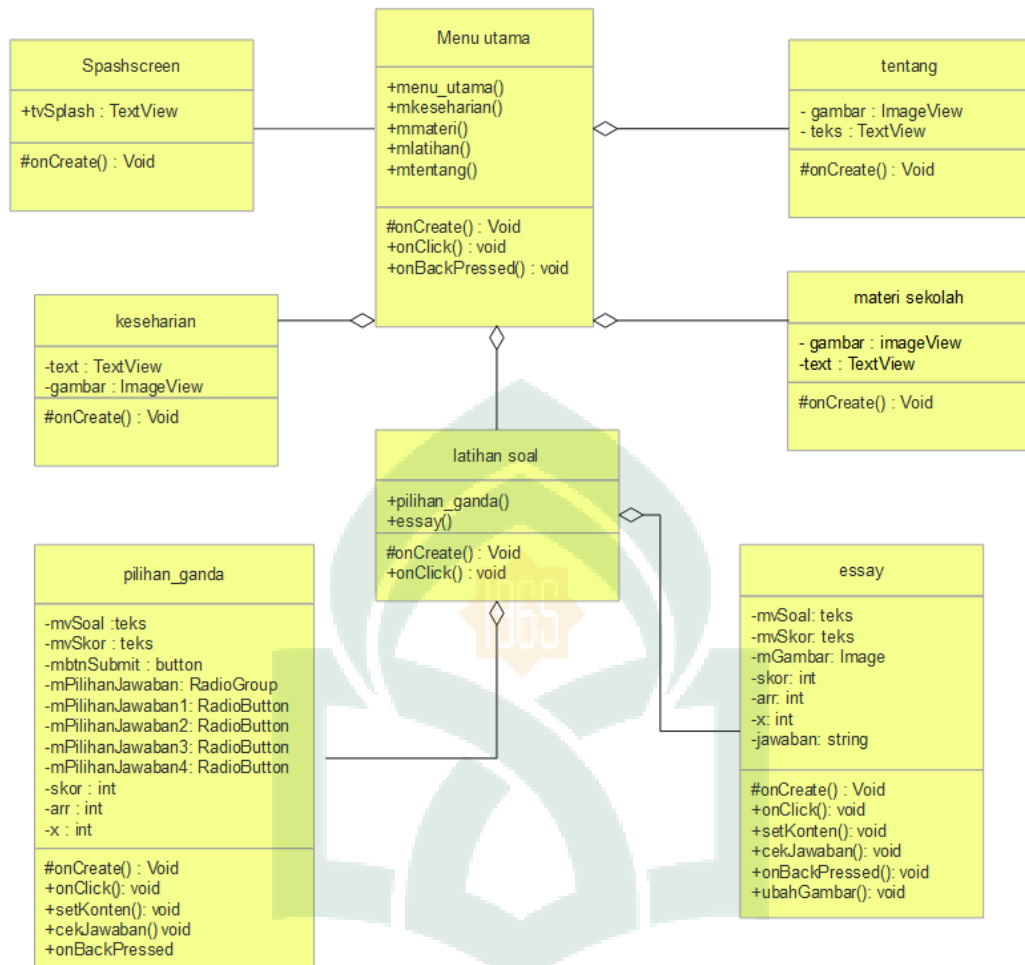 Spashscreen
+tvSplash : TextView
#onCreate() : Void
Menu utama
+menu_utama()
+mkeseharian()
+mmateri()
+mlatihan()
+mtentang()
#onCreate() : Void
+onClick() : void
+onBackPressed() : void
tentang
- gambar : ImageView
- teks : TextView
#onCreate() : Void
keseharian
-text : TextView
-gambar : ImageView
#onCreate() : Void
materi sekolah
- gambar : imageView
-text : TextView
#onCreate() : Void
latihan soal
+pilihan_ganda()
+essay()
#onCreate() : Void
+onClick() : void
pilihan_ganda
-mvSoal :teks
-mvSkor : teks
-mbtnSubmit : button
-mPilihanJawaban: RadioGroup
-mPilihanJawaban1: RadioButton
-mPilihanJawaban2: RadioButton
-mPilihanJawaban3: RadioButton
-mPilihanJawaban4: RadioButton
-skor : int
-arr : int
-x : int
#onCreate() : Void
+onClick(): void
+setKonten(): void
+cekJawaban() void
+onBackPressed
essay
-mvSoal: teks
-mvSkor: teks
-mGambar: Image
-skor: int
-arr: int
-x: int
-jawaban: string
#onCreate() : Void
+onClick(): void
+setKonten(): void
+cekJawaban(): void
+onBackPressed(): void
+ubahGambar(): void
1965